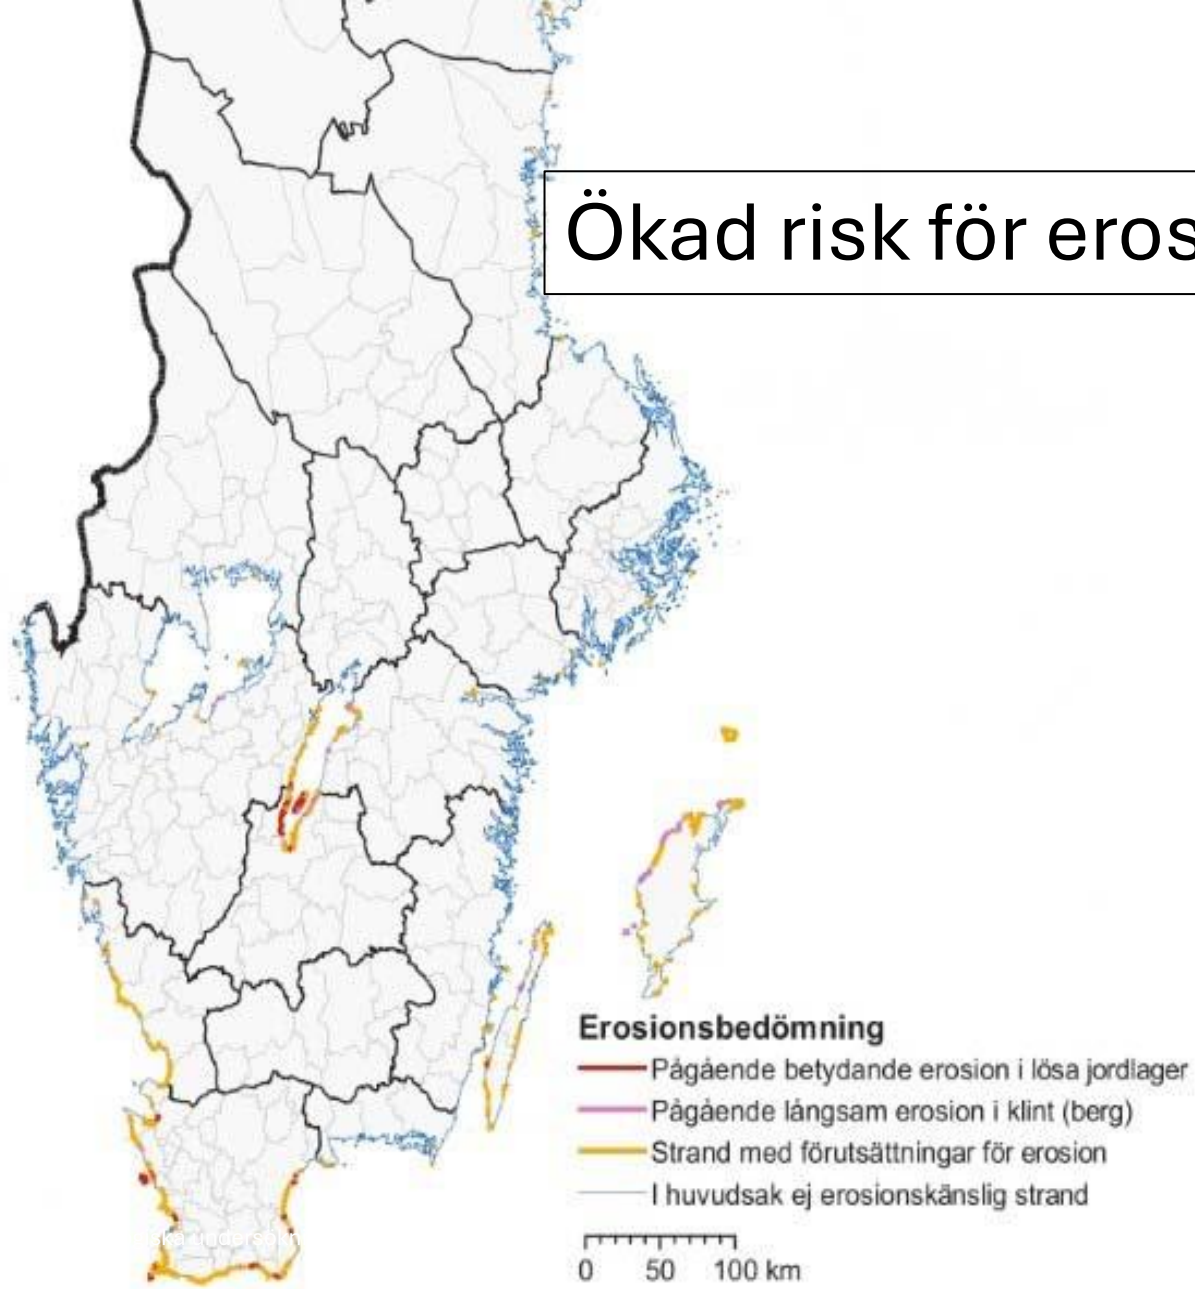 Ökad risk för eros
Erosionsbedömning
Pågående betydande erosion i lösa jordlager
Pågående långsam erosion i klint (berg)
Strand med förutsättningar för erosion
I huvudsak ej erosionskänslig strand
0 50 100 km